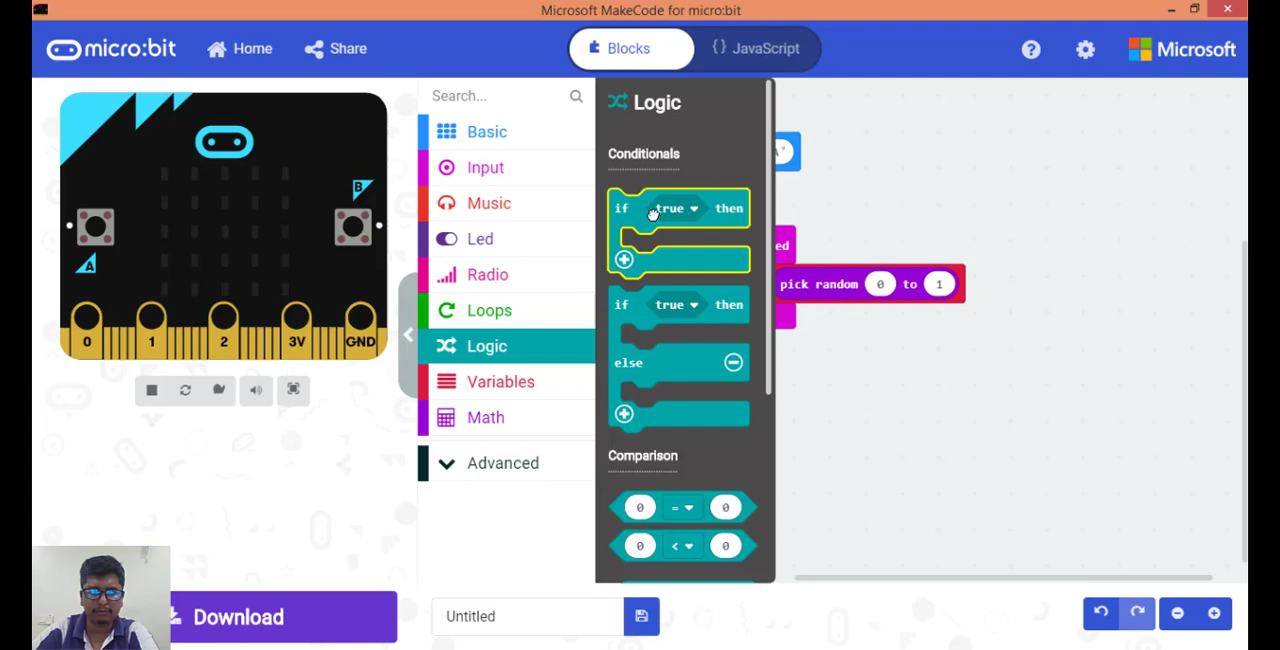 Microsoft MakeCode for micro:bit
micro:bit
Home
Share
Blocks
{} JavaScript
Microsoft
Search...
Basic
Input
Music
Led
Radio
Loops
Logic
Variables
Math
Advanced
Logic
Conditionals
if true then
if true then
else
Comparison
0 = 0
0 < 0
ed
pick random 0 to 1
A
B
0 1 2 3V GND
Download
Untitled